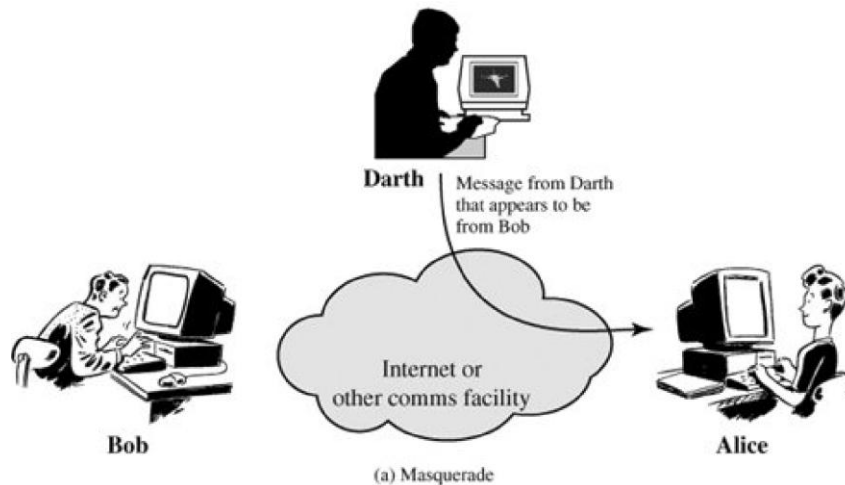 Darth
Message from Darth
that appears to be
from Bob
Internet or
other comms facility
Bob
Alice
(a) Masquerade